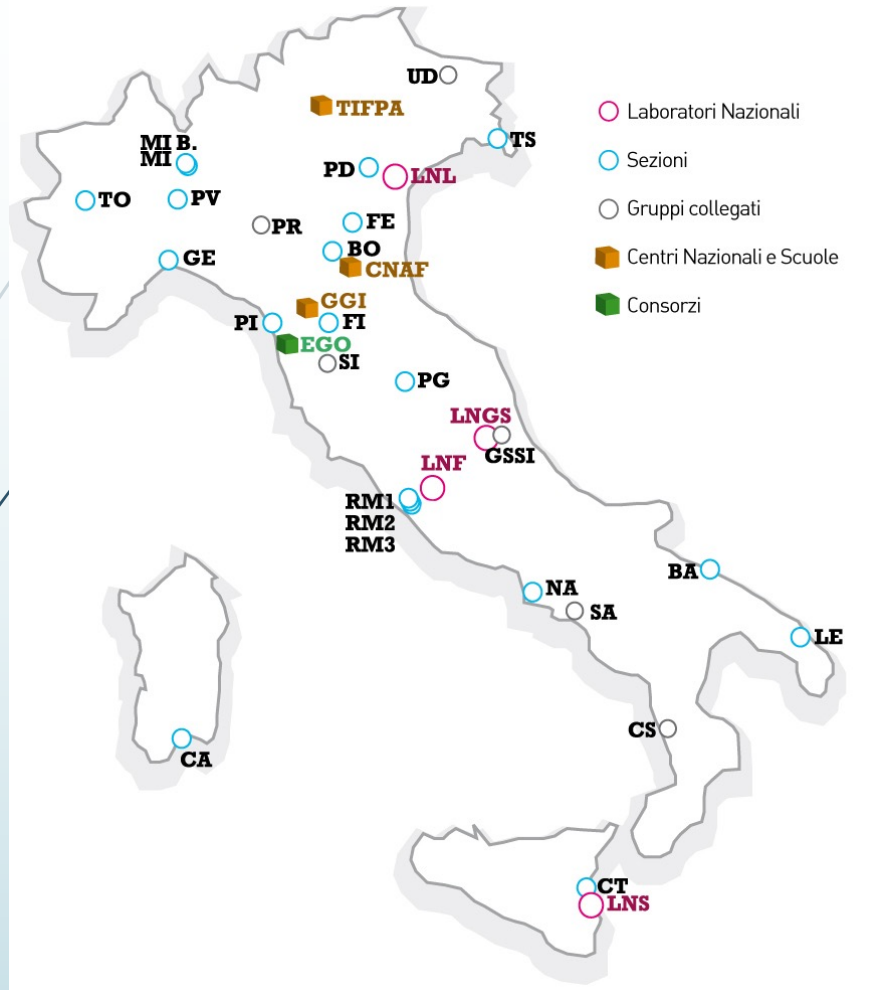 UD
TIFPA
MI B.
MI
TS
PD
LNL
TO
PV
PR
FE
BO
CNAF
GE
GGI
PI
FI
EGO
SI
PG
LNGS
GSSI
LNF
RM1
RM2
RM3
BA
NA
SA
LE
CS
CA
CT
LNS
Laboratori Nazionali
Sezioni
Gruppi collegati
Centri Nazionali e Scuole
Consorzi